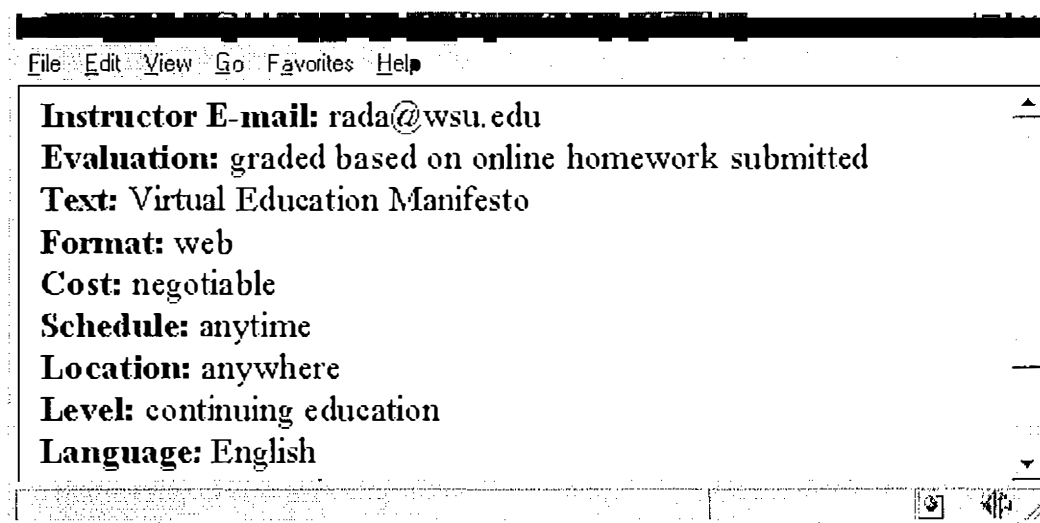 File Edit View Go Favorites Help
Instructor E-mail: rada@wsu.edu
Evaluation: graded based on online homework submitted
Text: Virtual Education Manifesto
Format: web
Cost: negotiable
Schedule: anytime
Location: anywhere
Level: continuing education
Language: English